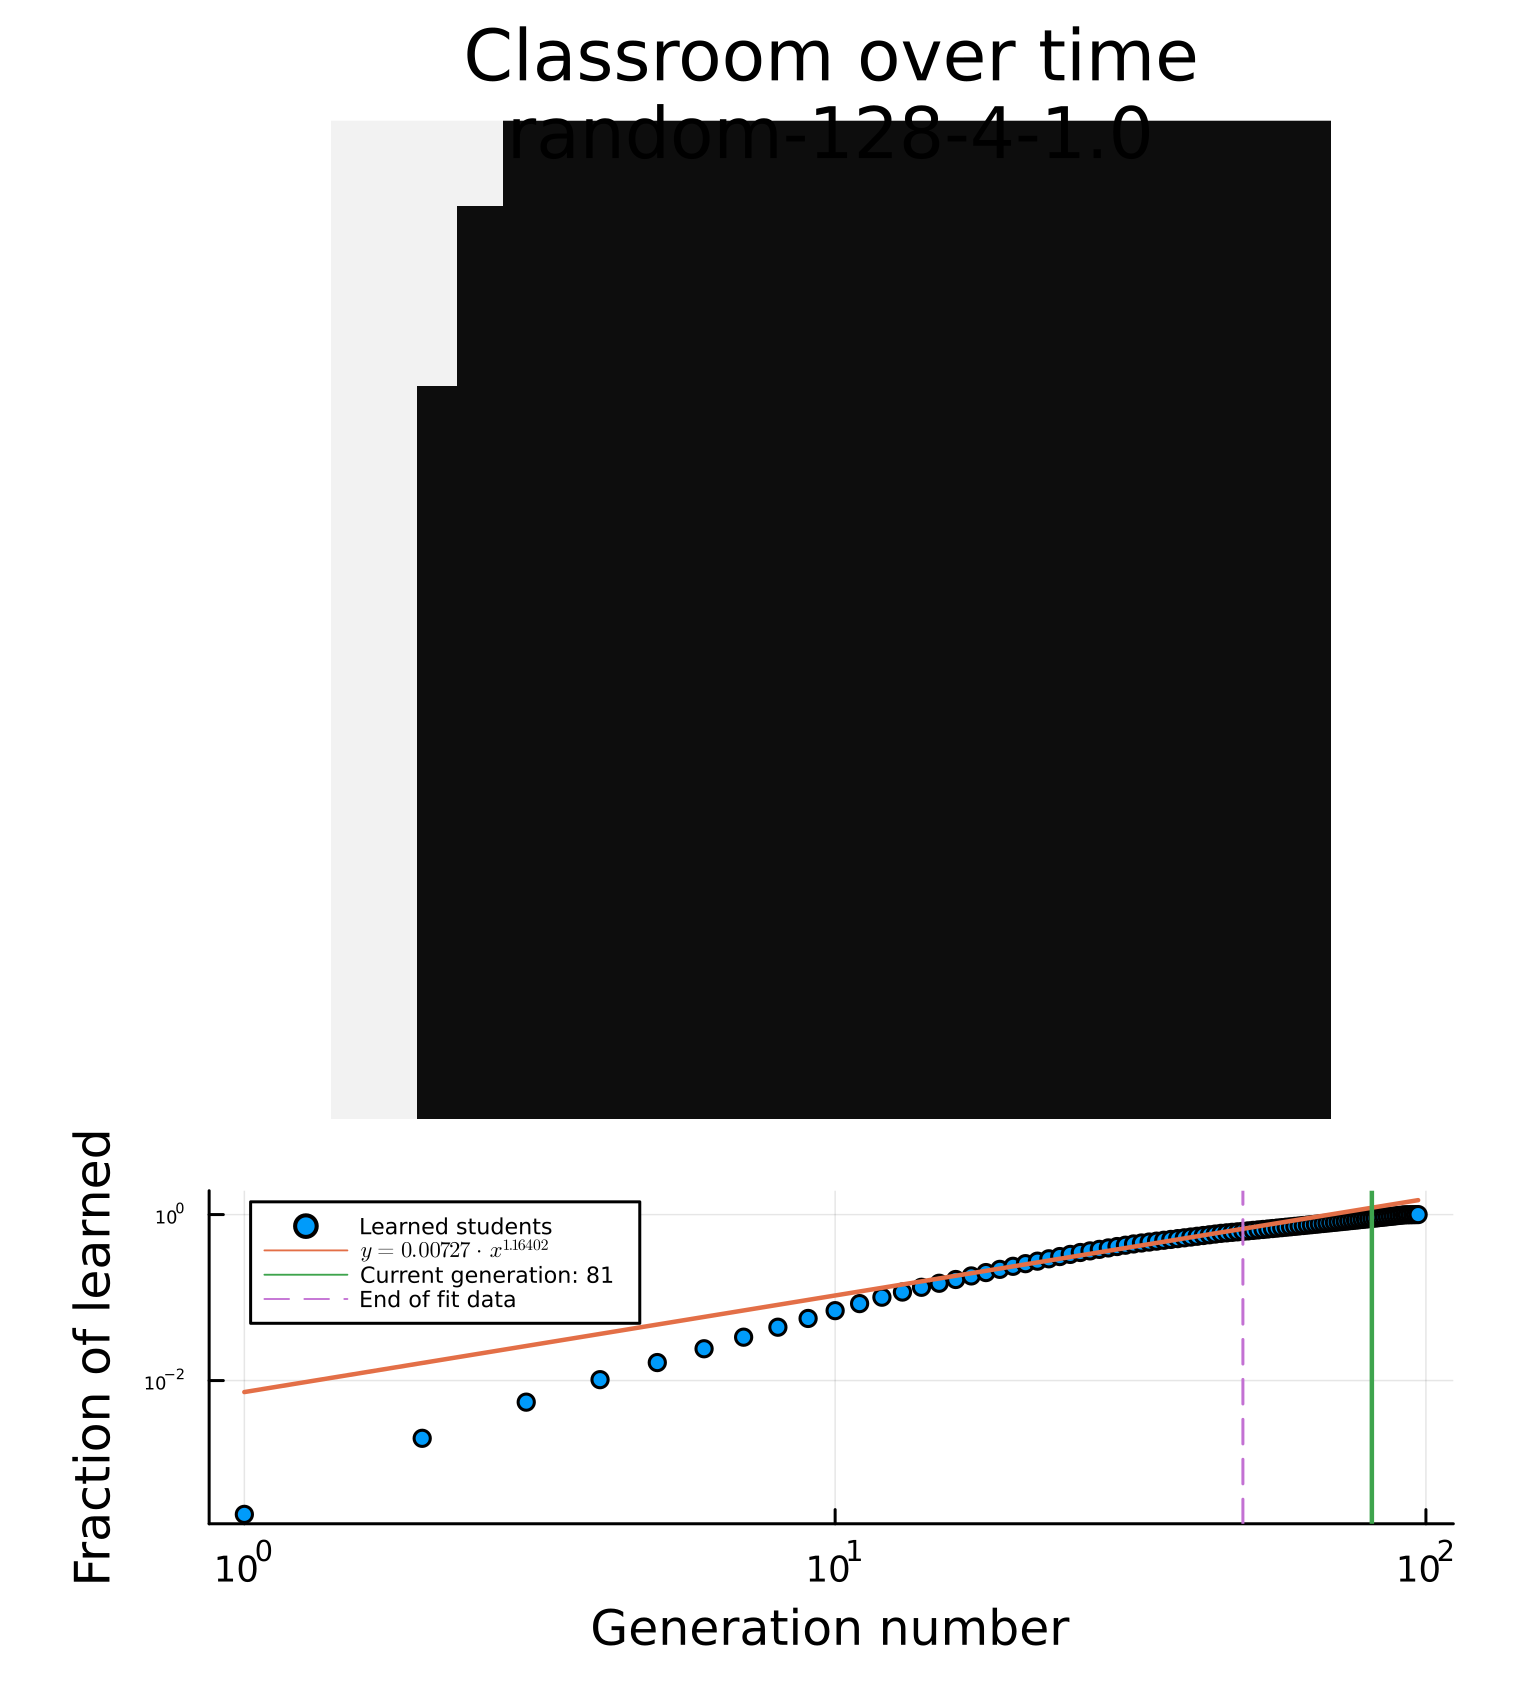 Classroom over time
random-128-4-1.0
Fraction of learned
10^0
10^−2
Learned students
y = 0.00727 · x^1.16402
Current generation: 81
End of fit data
10^0
10^1
10^2
Generation number